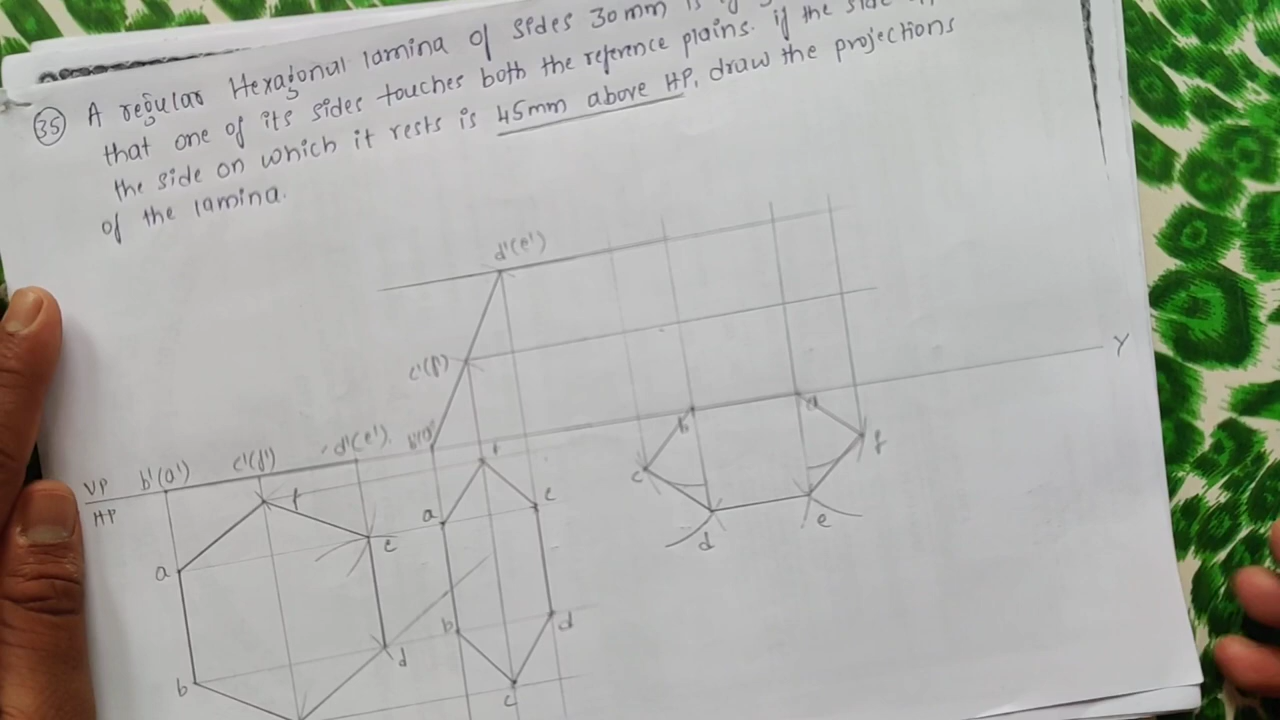 35 A regular Hexagonal lamina of sides 30mm is
that one of its sides touches both the reference plains. if the side
the side on which it rests is 45mm above HP, draw the projections
of the lamina.
d'(e')
Y
c'(f')
VP b'(a') c'(f') d'(e')
HP
f
a e
b d
c
a f
e
b
d
b a
c f
d e